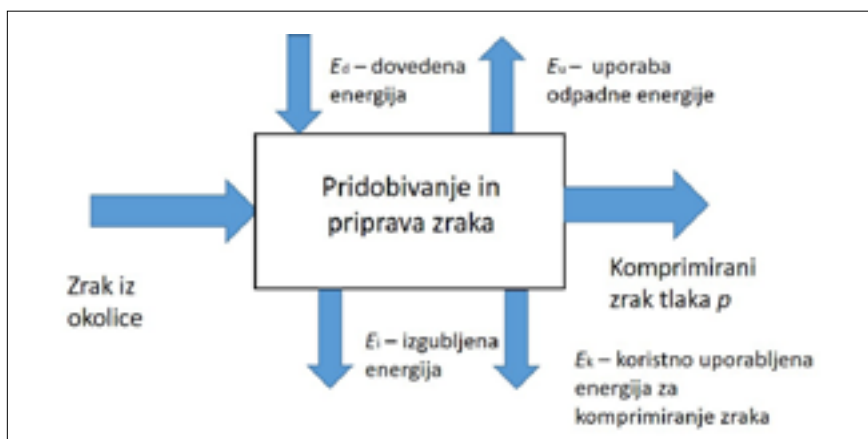 Ed – dovedena
energija
Eu – uporaba
odpadne energije
Pridobivanje in
priprava zraka
Zrak iz
okolice
Komprimirani
zrak tlaka p
Ei – izgubljena
energija
Ek – koristno uporabljena
energija za
komprimiranje zraka